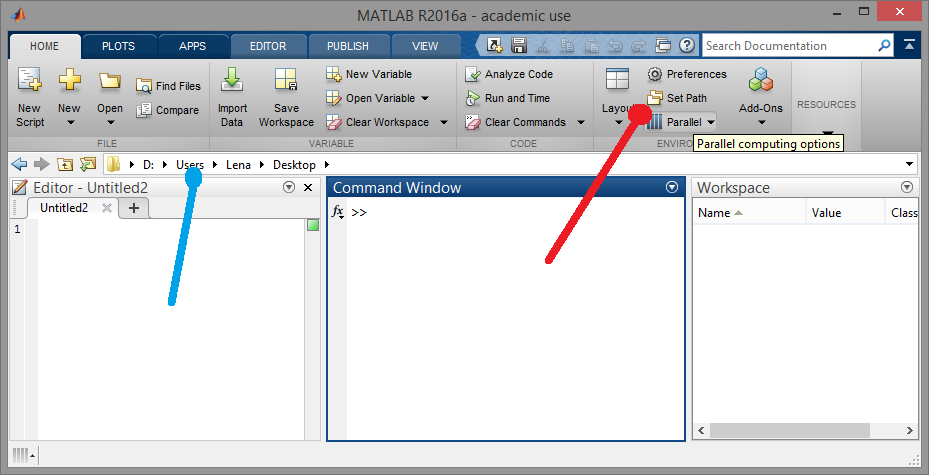 MATLAB R2016a - academic use
HOME PLOTS APPS EDITOR PUBLISH VIEW Search Documentation
New Script New Open Find Files Compare
Import Data Save Workspace New Variable Open Variable Clear Workspace
Analyze Code Run and Time Clear Commands
Preferences Set Path Parallel Add-Ons RESOURCES
FILE VARIABLE CODE
Parallel computing options
D: Users Lena Desktop
Editor - Untitled2 Command Window Workspace
Untitled2 + fx >> Name Value Class
1